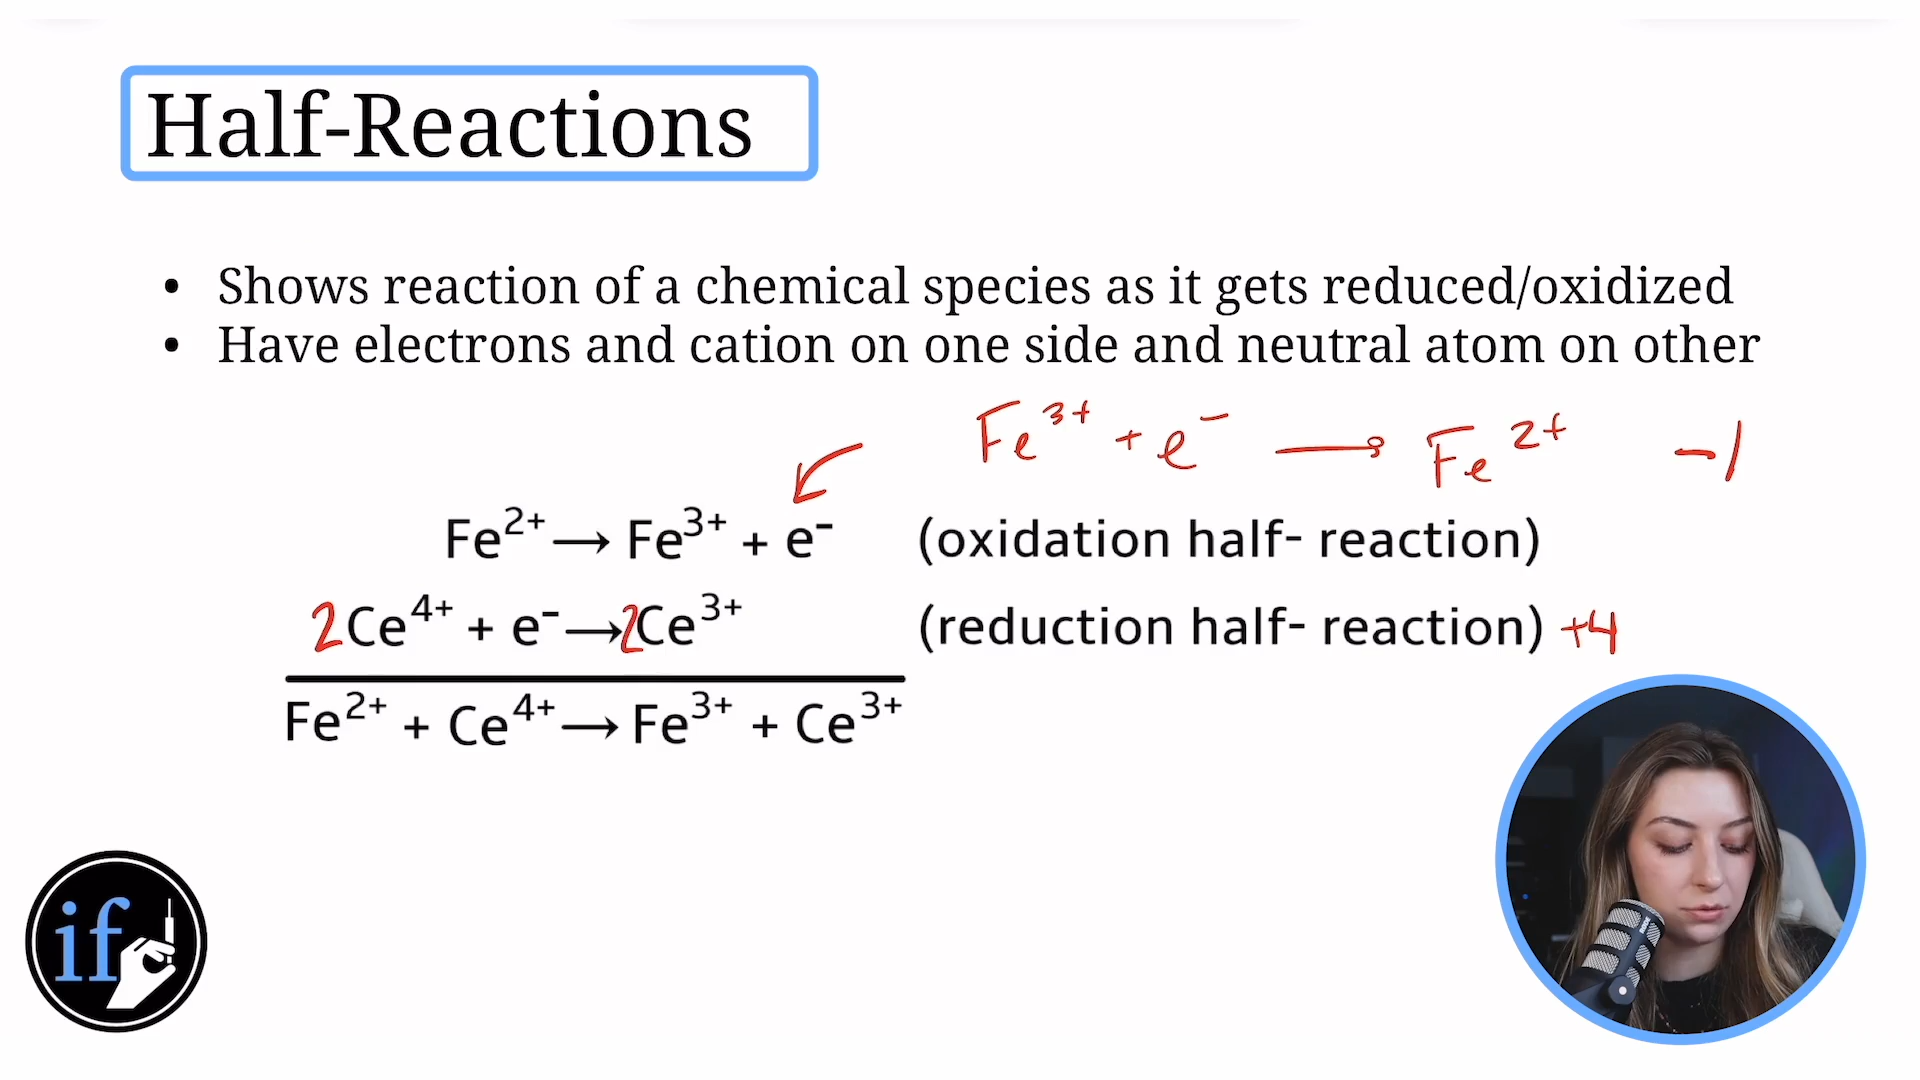 Half-Reactions
• Shows reaction of a chemical species as it gets reduced/oxidized
• Have electrons and cation on one side and neutral atom on other
Fe³⁺ + e⁻ → Fe²⁺ -1
Fe²⁺ → Fe³⁺ + e⁻ (oxidation half- reaction)
2Ce⁴⁺ + e⁻ → 2Ce³⁺ (reduction half- reaction) +4
Fe²⁺ + Ce⁴⁺ → Fe³⁺ + Ce³⁺
if